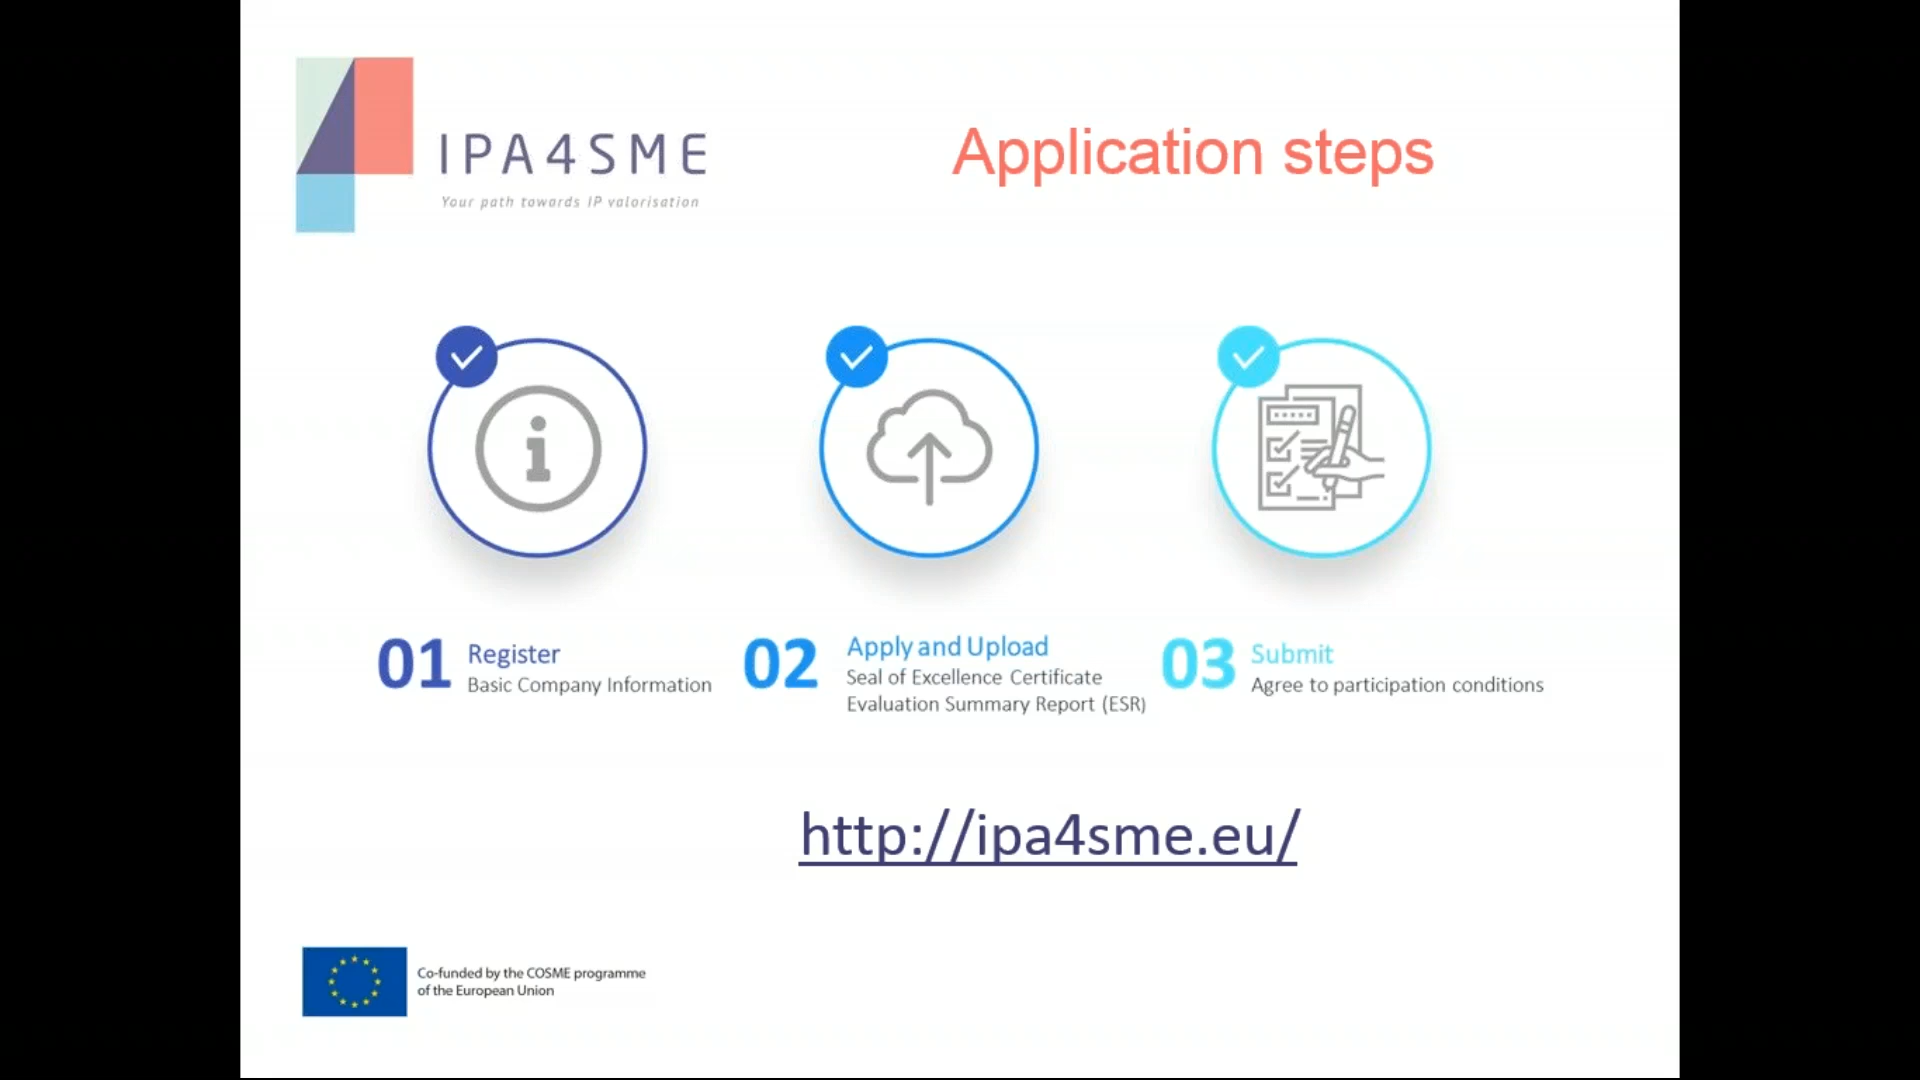 IPA4SME
Your path towards IP valorisation
Application steps
01
Register
Basic Company Information
02
Apply and Upload
Seal of Excellence Certificate
Evaluation Summary Report (ESR)
03
Submit
Agree to participation conditions
http://ipa4sme.eu/
Co-funded by the COSME programme
of the European Union